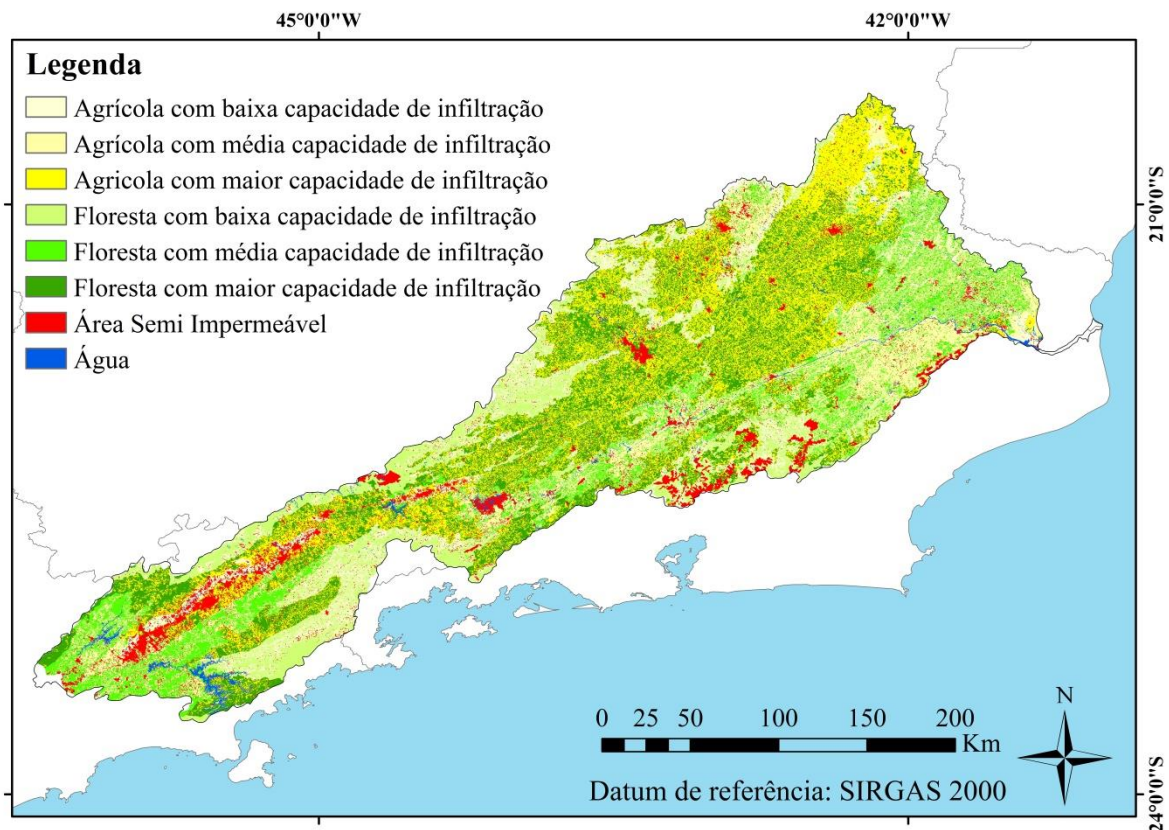 45°0'0"W
42°0'0"W
Legenda
Agrícola com baixa capacidade de infiltração
Agrícola com média capacidade de infiltração
Agricola com maior capacidade de infiltração
Floresta com baixa capacidade de infiltração
Floresta com média capacidade de infiltração
Floresta com maior capacidade de infiltração
Área Semi Impermeável
Água
21°0'0"S
N
0 25 50 100 150 200
Km
Datum de referência: SIRGAS 2000
24°0'0"S